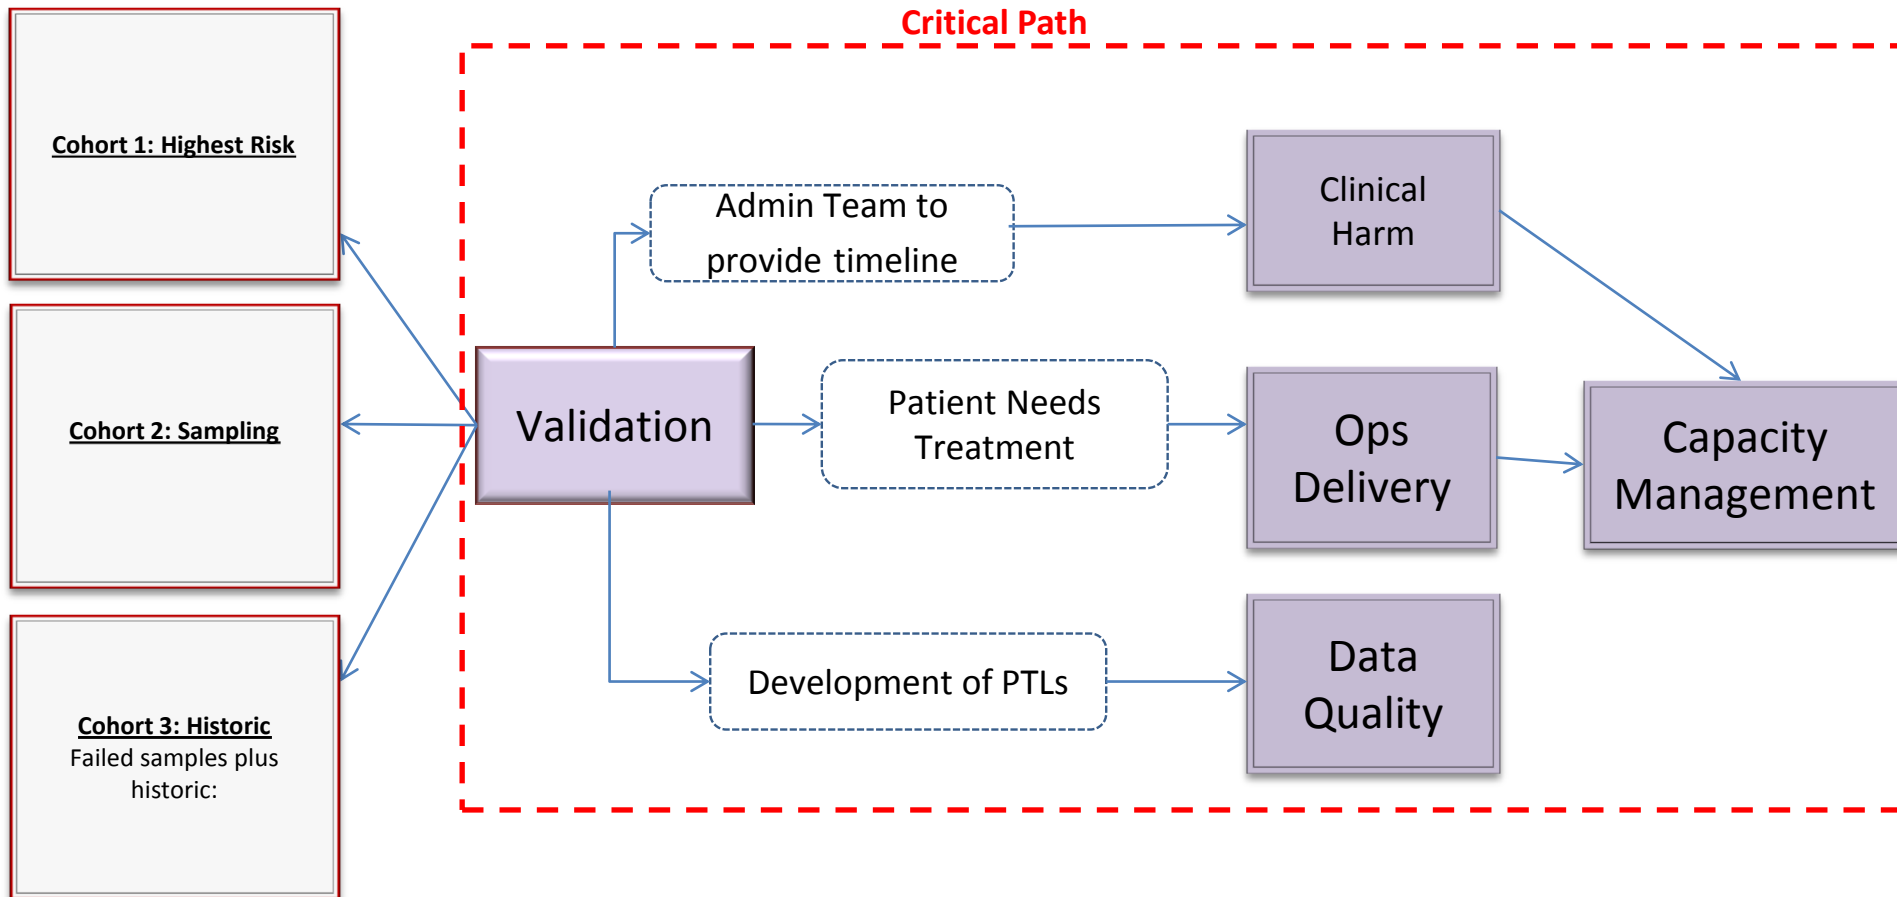 Critical Path
Cohort 1: Highest Risk
Cohort 2: Sampling
Cohort 3: Historic
Failed samples plus
historic:
Validation
Admin Team to
provide timeline
Clinical
Harm
Patient Needs
Treatment
Ops
Delivery
Capacity
Management
Development of PTLs
Data
Quality